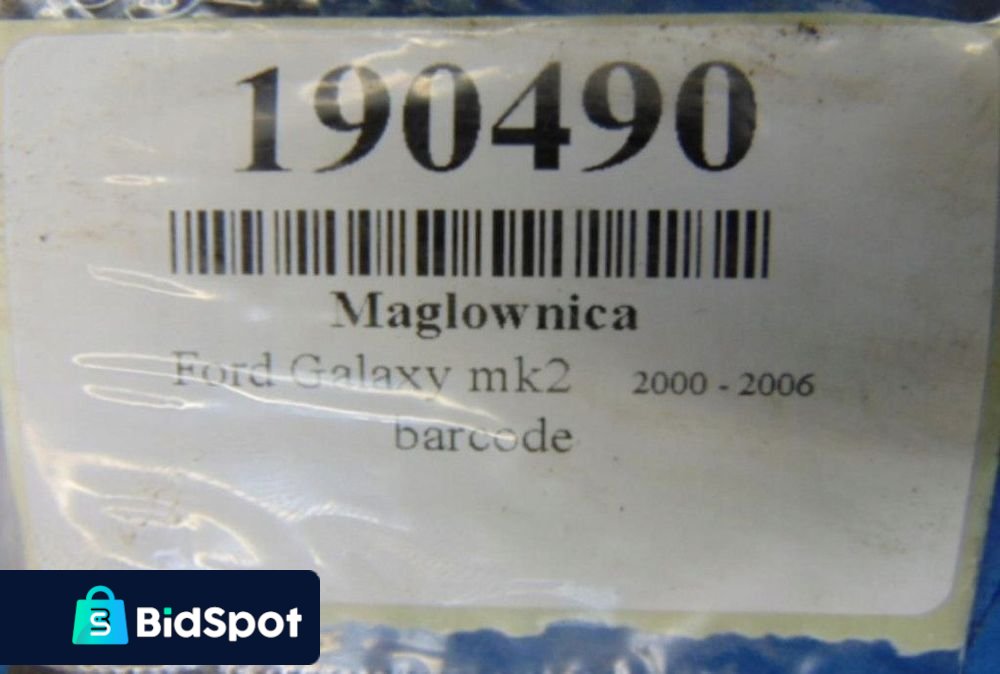 190490
Maglownica
Ford Galaxy mk2 2000 - 2006
barcode
BidSpot